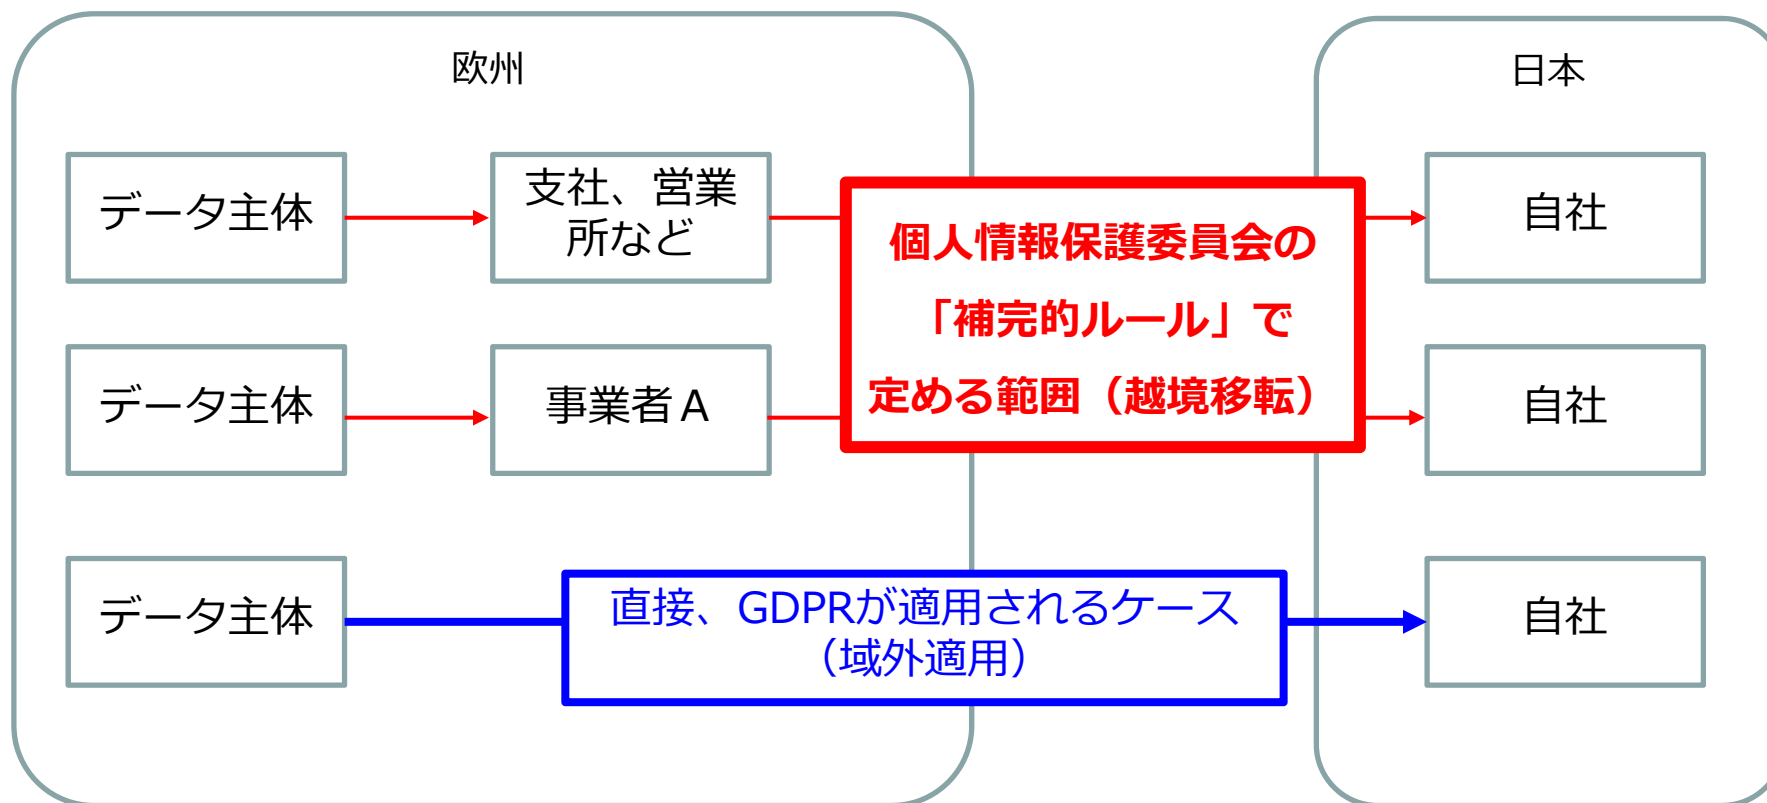 欧州
日本
データ主体
支社、営業
所など
自社
個人情報保護委員会の
「補完的ルール」で
定める範囲（越境移転）
データ主体
事業者A
自社
データ主体
直接、GDPRが適用されるケース
（域外適用）
自社